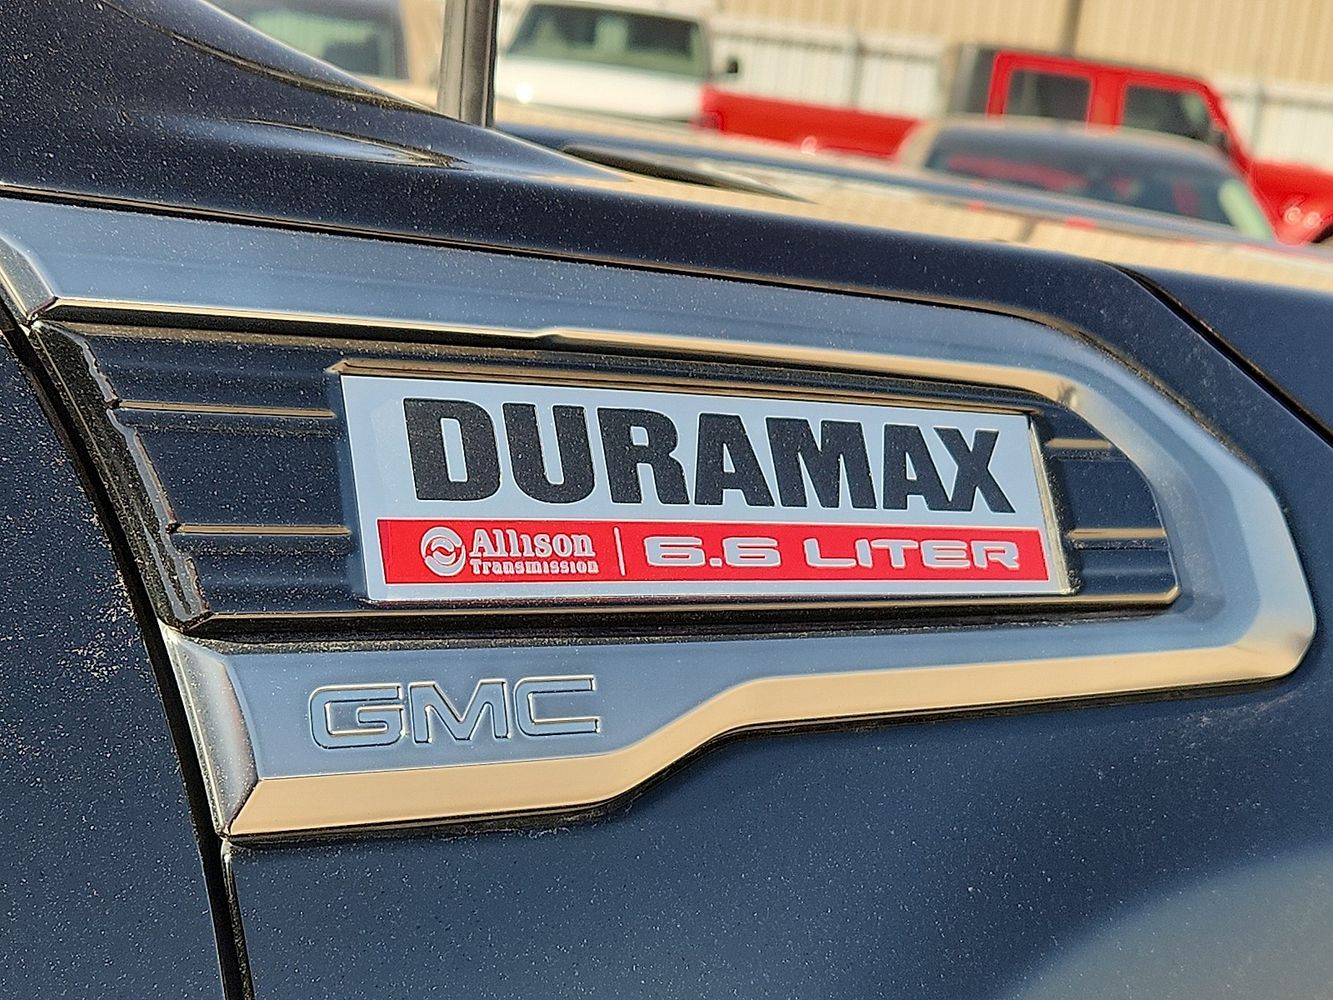 DURAMAX
Allison 6.6 LITER
Transmission
GMC